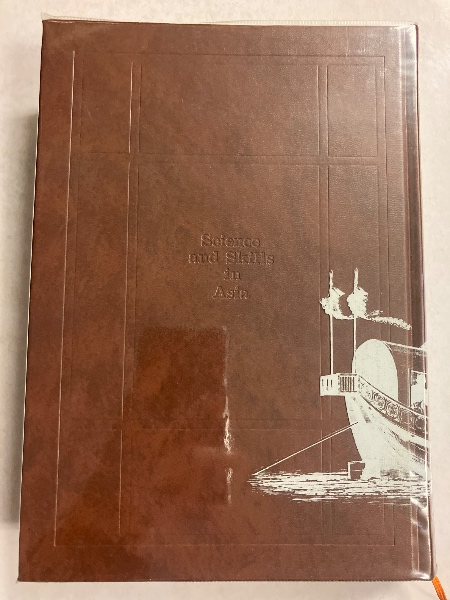 Science
and Skills
in
Asia